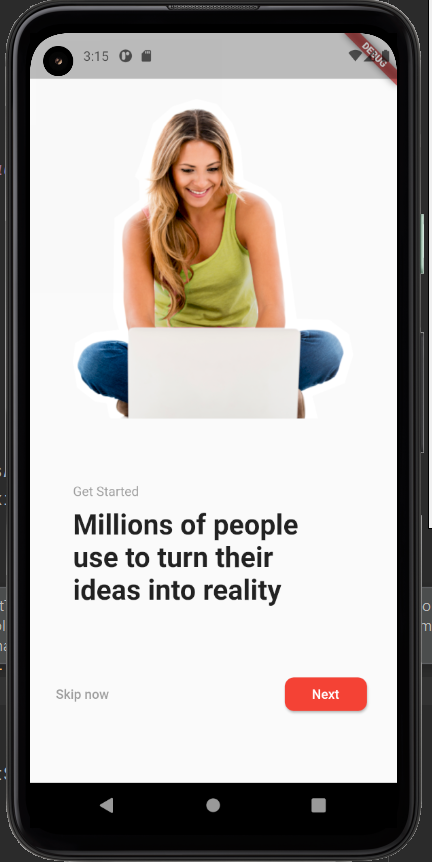 3:15
DEBUG
Get Started
Millions of people
use to turn their
ideas into reality
Skip now
Next